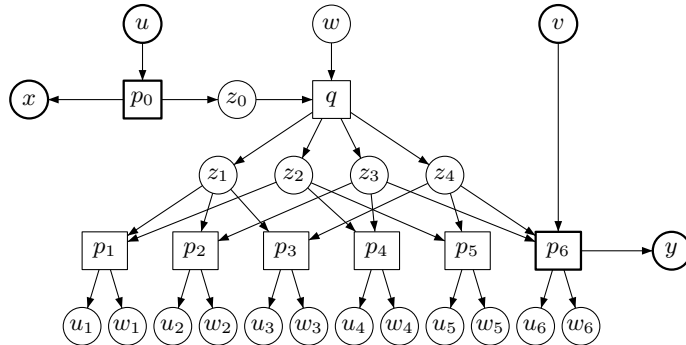 u w v
x p₀ z₀ q
z₁ z₂ z₃ z₄
p₁ p₂ p₃ p₄ p₅ p₆ y
u₁ w₁ u₂ w₂ u₃ w₃ u₄ w₄ u₅ w₅ u₆ w₆